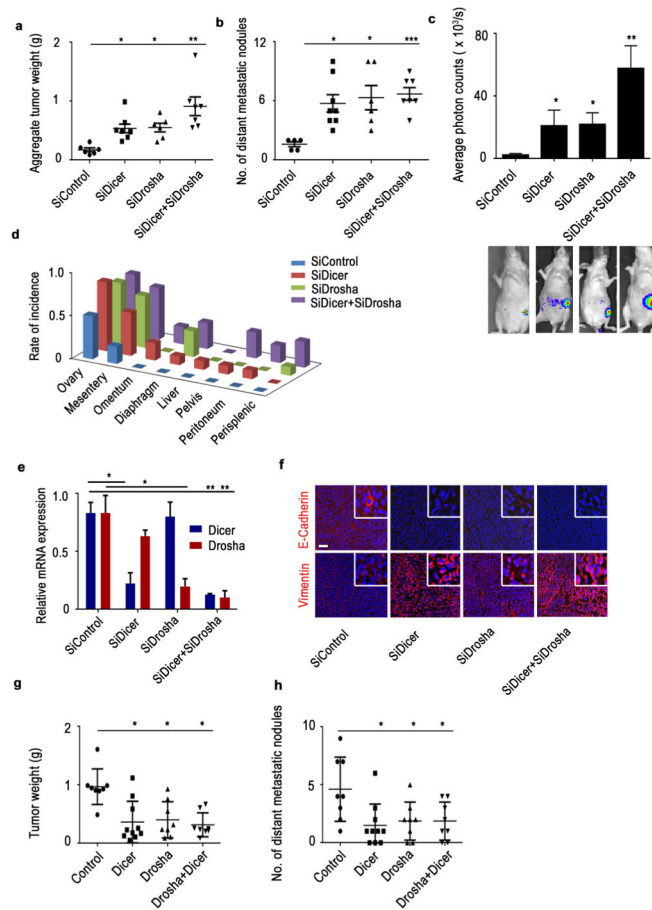 a
Aggregate tumor weight (g)
2
1
0
* * **
SiControl
SiDicer
SiDrosha
SiDicer+SiDrosha
b
No. of distant metastatic nodules
12
6
0
* * ***
SiControl
SiDicer
SiDrosha
SiDicer+SiDrosha
c
Average photon counts ( x 10³/s)
80
40
0
* * **
SiControl
SiDicer
SiDrosha
SiDicer+SiDrosha
d
Rate of incidence
1.0
0.5
0
SiControl
SiDicer
SiDrosha
SiDicer+SiDrosha
Ovary
Mesentery
Omentum
Diaphragm
Liver
Pelvis
Peritoneum
Perisplenic
e
Relative mRNA expression
1.0
0.5
0
*
*
** **
Dicer
Drosha
SiControl
SiDicer
SiDrosha
SiDicer+SiDrosha
f
E-Cadherin
Vimentin
SiControl
SiDicer
SiDrosha
SiDicer+SiDrosha
g
Tumor weight (g)
2
1
0
* * *
Control
Dicer
Drosha
Drosha+Dicer
h
No. of distant metastatic nodules
10
5
0
* * *
Control
Dicer
Drosha
Drosha+Dicer